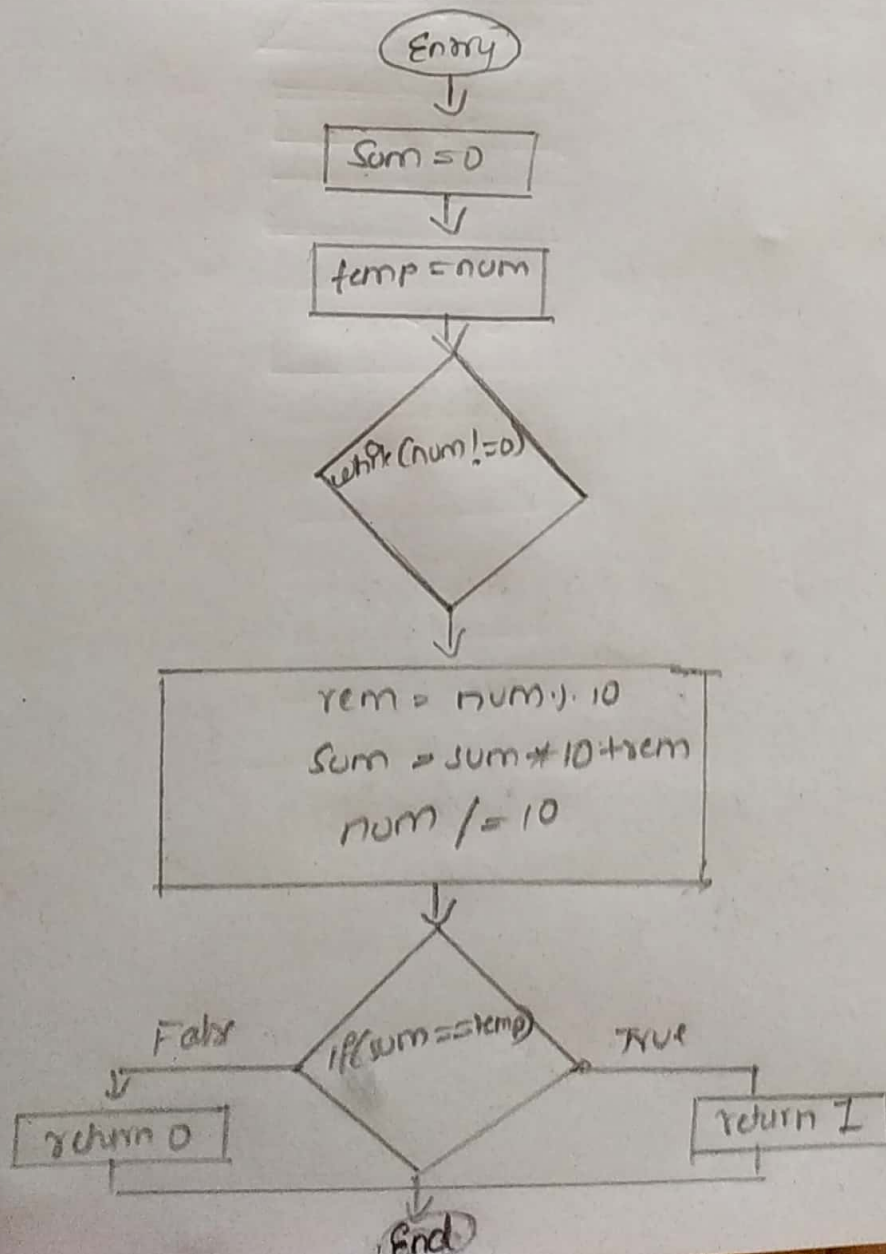 Entry
Sum = 0
temp = num
while (num != 0)
rem = num % 10
Sum = sum * 10 + rem
num /= 10
if (sum == temp)
False
True
return 0
return 1
End